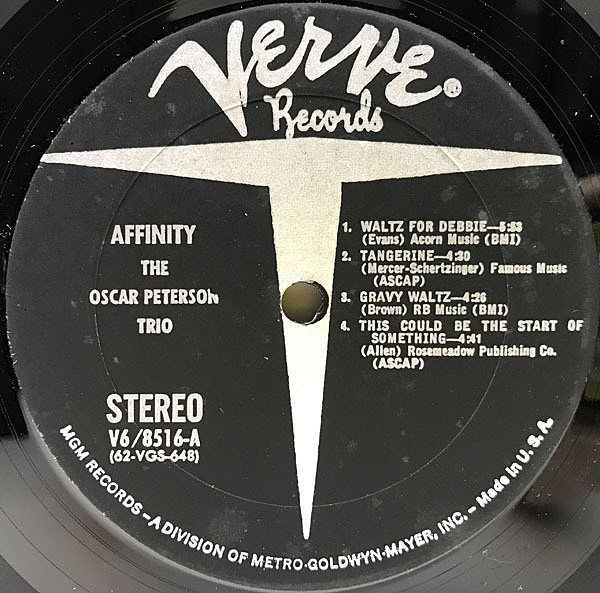 VERVE®
Records
AFFINITY
THE
OSCAR PETERSON
TRIO
STEREO
V6/8516-A
(62-VGS-648)
1. WALTZ FOR DEBBIE—5:53
(Evans) Acorn Music (BMI)
2. TANGERINE—4:30
(Mercer-Schertzinger) Famous Music
(ASCAP)
3. GRAVY WALTZ—4:26
(Brown) RB Music (BMI)
4. THIS COULD BE THE START OF
SOMETHING—4:41
(Allen) Rosemeadow Publishing Co.
(ASCAP)
MGM RECORDS – A DIVISION OF METRO-GOLDWYN-MAYER, INC. – Made in U. S. A.